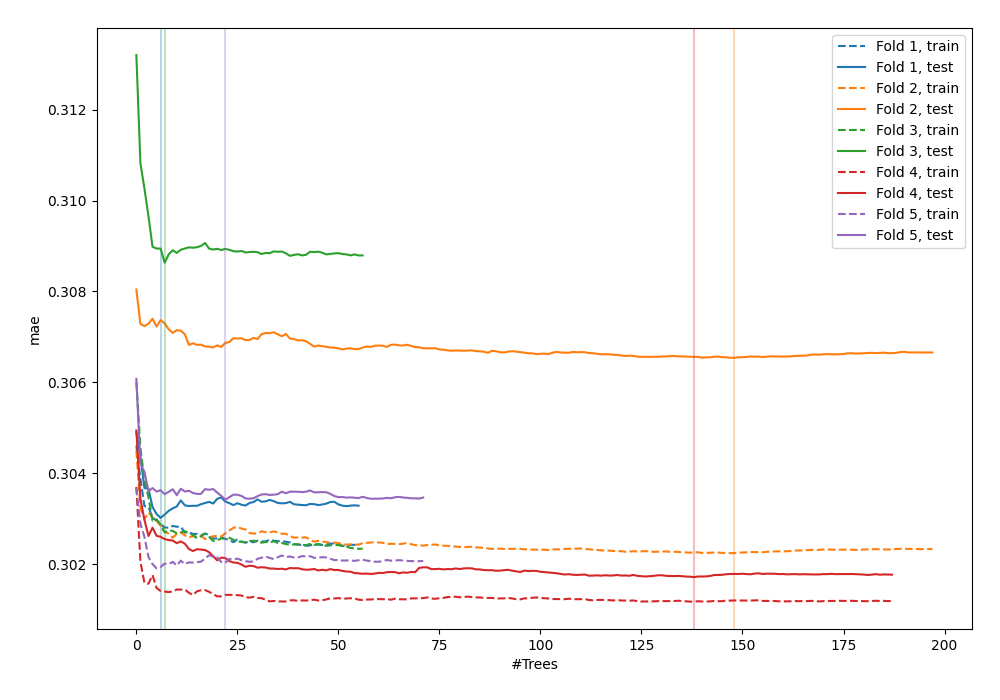 0.312
0.310
0.308
0.306
0.304
0.302
mae
0
25
50
75
100
125
150
175
200
#Trees
Fold 1, train
Fold 1, test
Fold 2, train
Fold 2, test
Fold 3, train
Fold 3, test
Fold 4, train
Fold 4, test
Fold 5, train
Fold 5, test